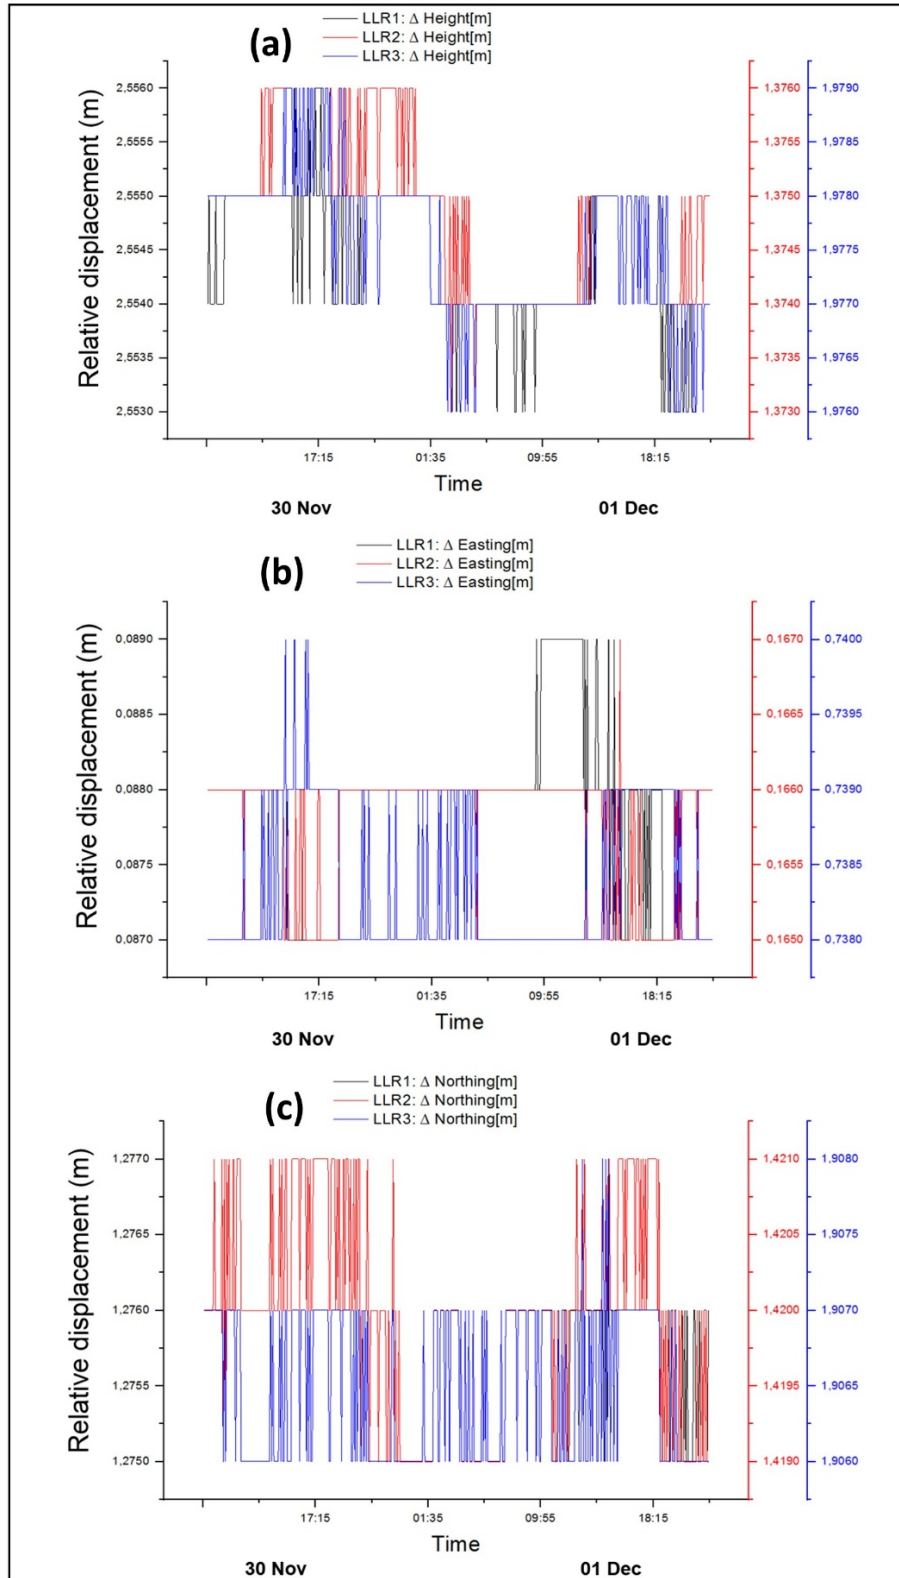 (a)
LLR1: Δ Height[m]
LLR2: Δ Height[m]
LLR3: Δ Height[m]
Relative displacement (m)
2,5560
2,5555
2,5550
2,5545
2,5540
2,5535
2,5530
1,3760
1,3755
1,3750
1,3745
1,3740
1,3735
1,3730
1,9790
1,9785
1,9780
1,9775
1,9770
1,9765
1,9760
17:15 01:35 09:55 18:15
Time
30 Nov 01 Dec
(b)
LLR1: Δ Easting[m]
LLR2: Δ Easting[m]
LLR3: Δ Easting[m]
Relative displacement (m)
0,0890
0,0885
0,0880
0,0875
0,0870
0,1670
0,1665
0,1660
0,1655
0,1650
0,7400
0,7395
0,7390
0,7385
0,7380
17:15 01:35 09:55 18:15
Time
30 Nov 01 Dec
(c)
LLR1: Δ Northing[m]
LLR2: Δ Northing[m]
LLR3: Δ Northing[m]
Relative displacement (m)
1,2770
1,2765
1,2760
1,2755
1,2750
1,4210
1,4205
1,4200
1,4195
1,4190
1,9080
1,9075
1,9070
1,9065
1,9060
17:15 01:35 09:55 18:15
Time
30 Nov 01 Dec